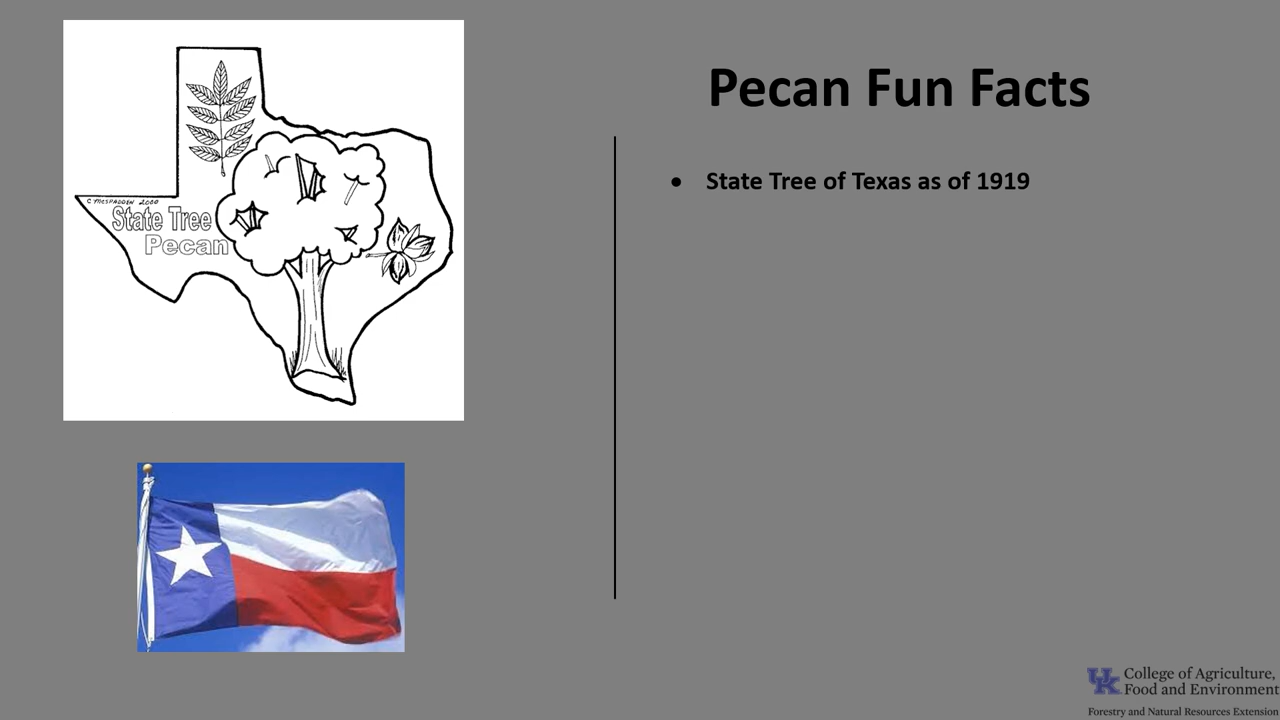 C MCSPADDEN 2000
State Tree
Pecan
Pecan Fun Facts
• State Tree of Texas as of 1919
UK College of Agriculture,
Food and Environment
Forestry and Natural Resources Extension